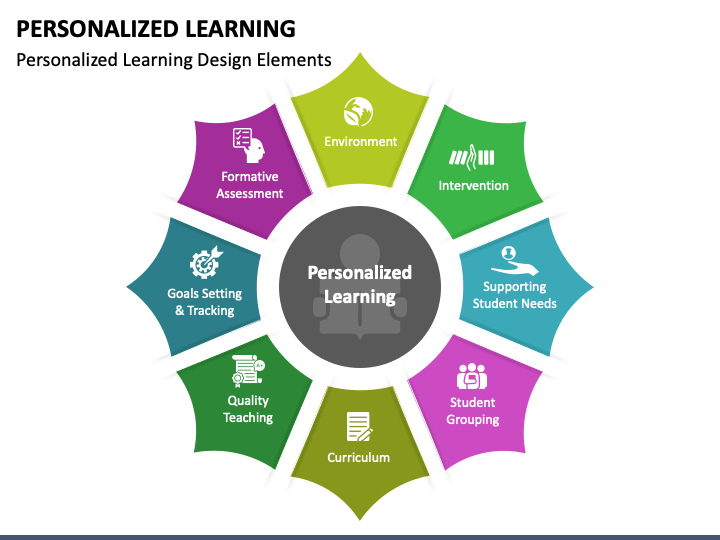 PERSONALIZED LEARNING
Personalized Learning Design Elements
Environment
Intervention
Supporting
Student Needs
Student
Grouping
Curriculum
Quality
Teaching
Goals Setting
& Tracking
Formative
Assessment
Personalized
Learning
A+